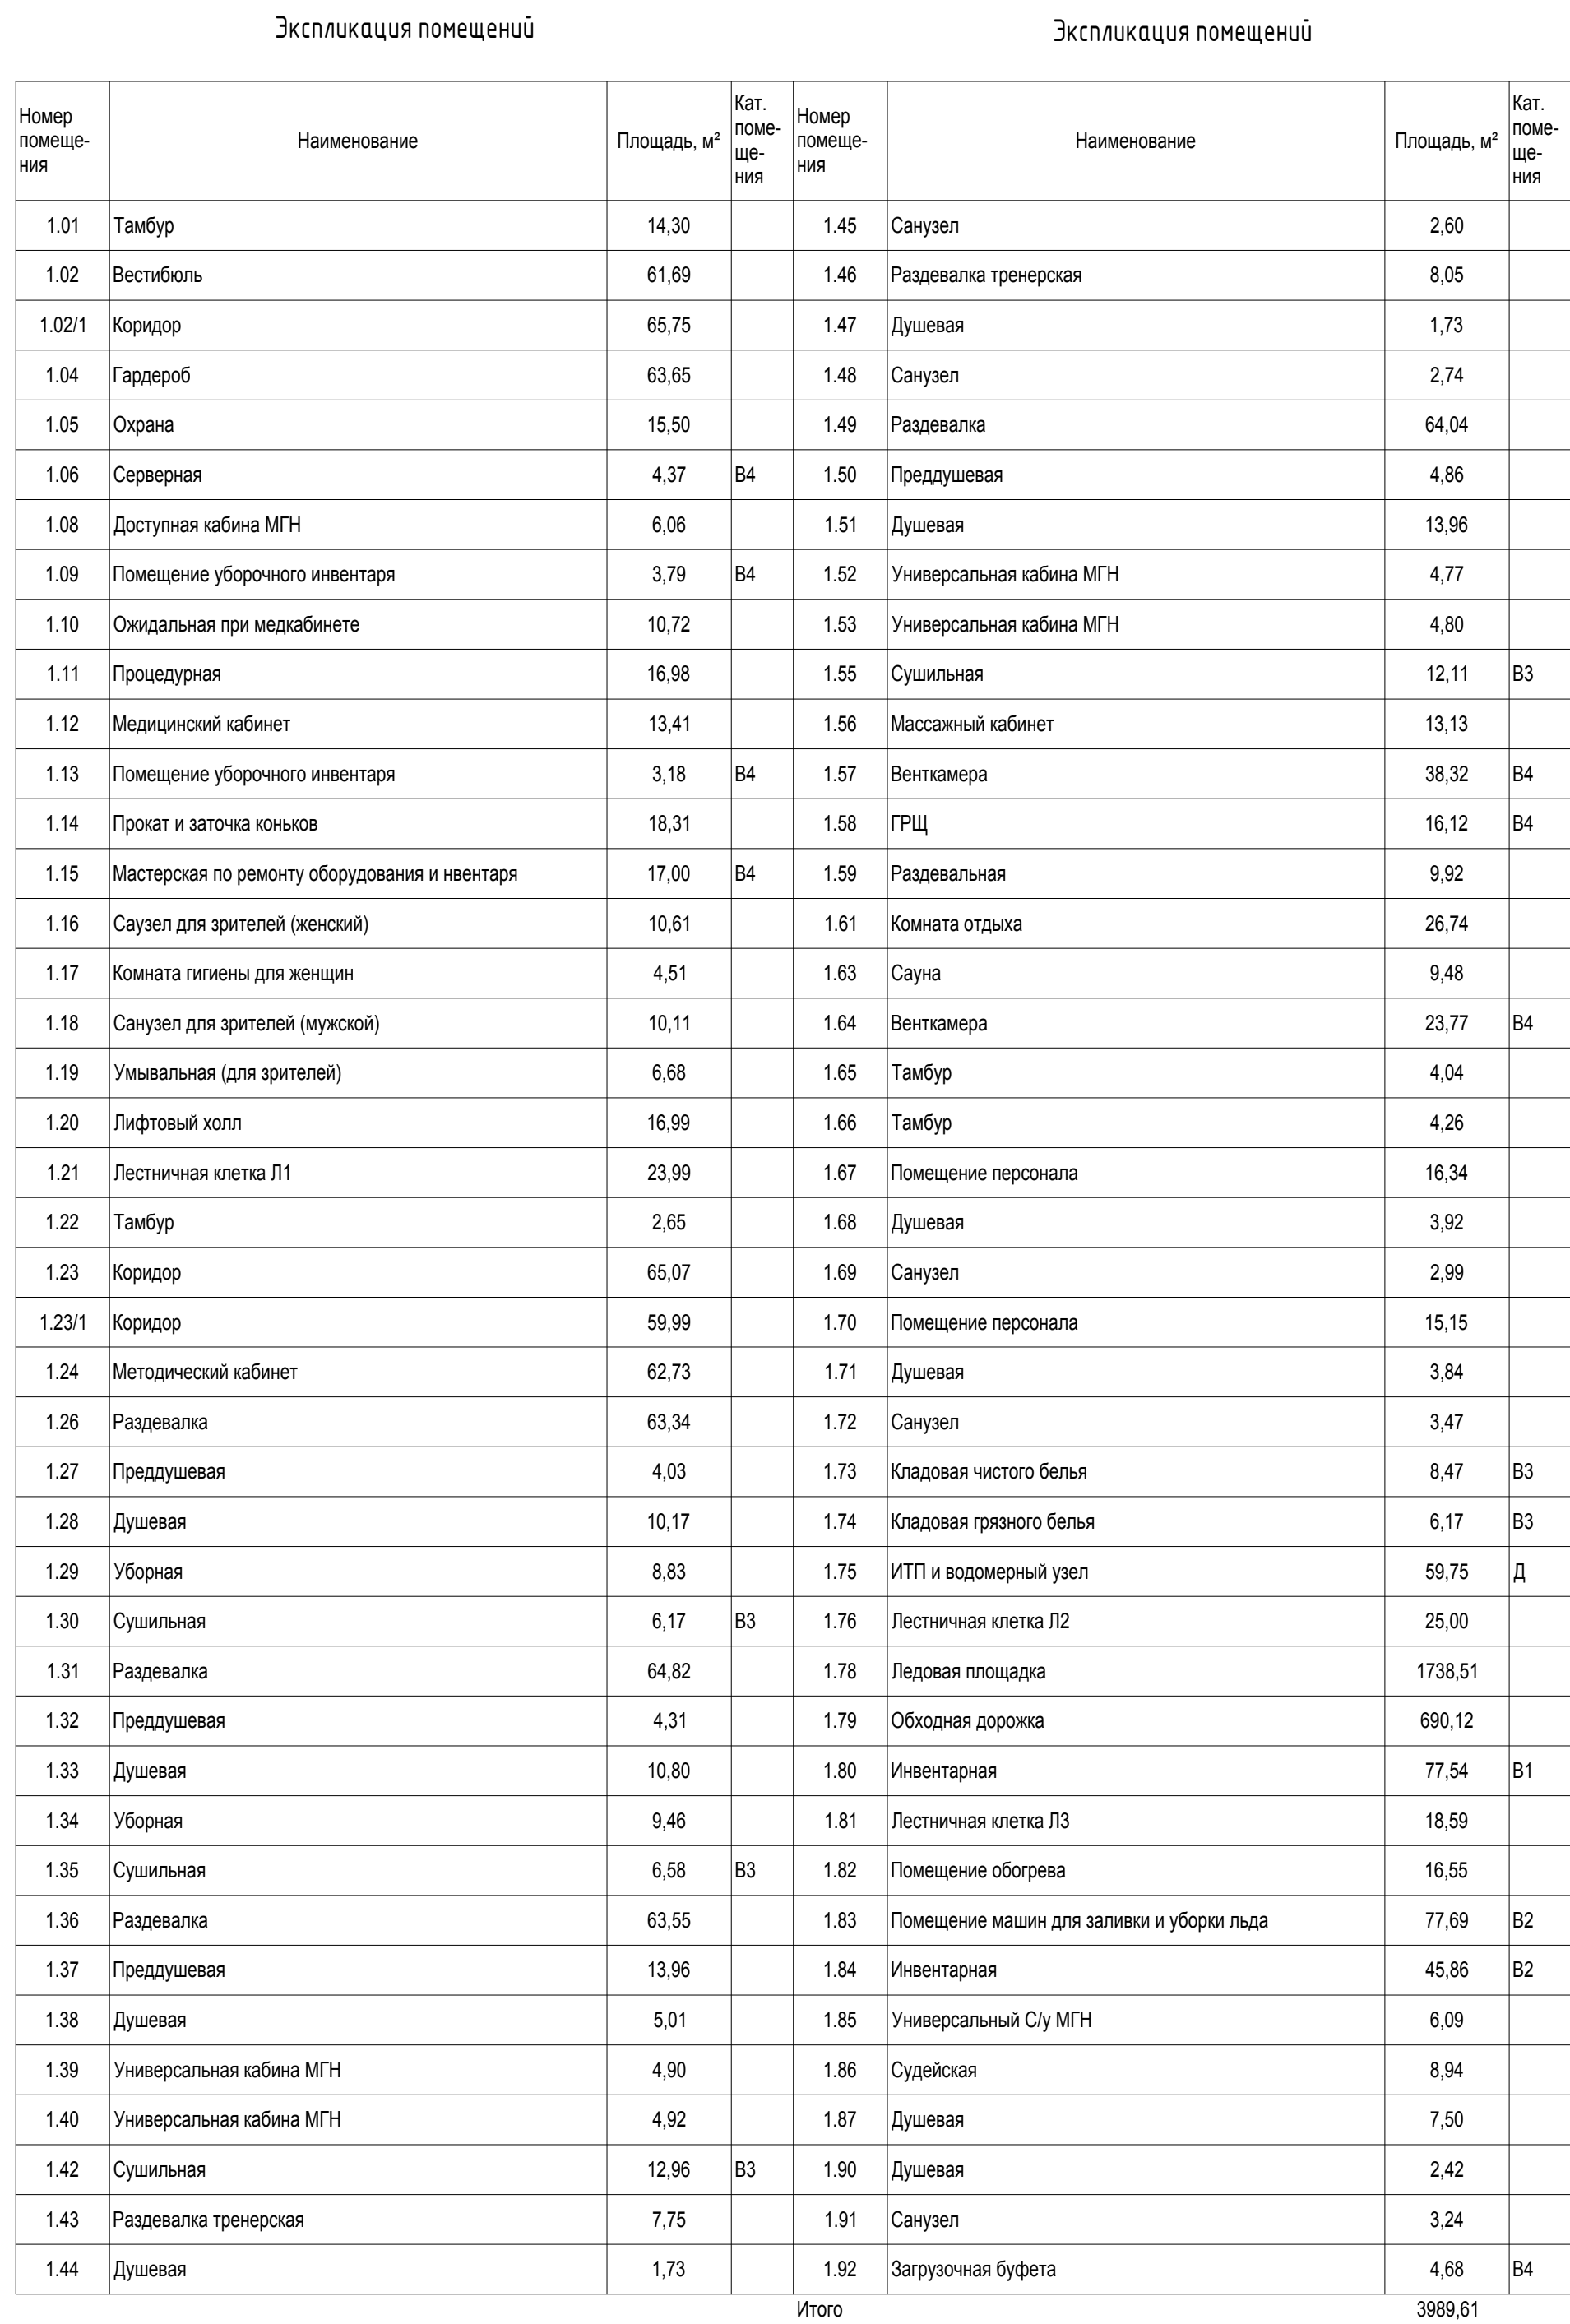 Экспликация помещений
Экспликация помещений
Номер помеще- ния Наименование Площадь, м² Кат. поме- ще- ния Номер помеще- ния Наименование Площадь, м² Кат. поме- ще- ния
1.01 Тамбур 14,30 1.45 Санузел 2,60
1.02 Вестибюль 61,69 1.46 Раздевалка тренерская 8,05
1.02/1 Коридор 65,75 1.47 Душевая 1,73
1.04 Гардероб 63,65 1.48 Санузел 2,74
1.05 Охрана 15,50 1.49 Раздевалка 64,04
1.06 Серверная 4,37 В4 1.50 Преддушевая 4,86
1.08 Доступная кабина МГН 6,06 1.51 Душевая 13,96
1.09 Помещение уборочного инвентаря 3,79 В4 1.52 Универсальная кабина МГН 4,77
1.10 Ожидальная при медкабинете 10,72 1.53 Универсальная кабина МГН 4,80
1.11 Процедурная 16,98 1.55 Сушильная 12,11 В3
1.12 Медицинский кабинет 13,41 1.56 Массажный кабинет 13,13
1.13 Помещение уборочного инвентаря 3,18 В4 1.57 Венткамера 38,32 В4
1.14 Прокат и заточка коньков 18,31 1.58 ГРЩ 16,12 В4
1.15 Мастерская по ремонту оборудования и нвентаря 17,00 В4 1.59 Раздевальная 9,92
1.16 Саузел для зрителей (женский) 10,61 1.61 Комната отдыха 26,74
1.17 Комната гигиены для женщин 4,51 1.63 Сауна 9,48
1.18 Санузел для зрителей (мужской) 10,11 1.64 Венткамера 23,77 В4
1.19 Умывальная (для зрителей) 6,68 1.65 Тамбур 4,04
1.20 Лифтовый холл 16,99 1.66 Тамбур 4,26
1.21 Лестничная клетка Л1 23,99 1.67 Помещение персонала 16,34
1.22 Тамбур 2,65 1.68 Душевая 3,92
1.23 Коридор 65,07 1.69 Санузел 2,99
1.23/1 Коридор 59,99 1.70 Помещение персонала 15,15
1.24 Методический кабинет 62,73 1.71 Душевая 3,84
1.26 Раздевалка 63,34 1.72 Санузел 3,47
1.27 Преддушевая 4,03 1.73 Кладовая чистого белья 8,47 В3
1.28 Душевая 10,17 1.74 Кладовая грязного белья 6,17 В3
1.29 Уборная 8,83 1.75 ИТП и водомерный узел 59,75 Д
1.30 Сушильная 6,17 В3 1.76 Лестничная клетка Л2 25,00
1.31 Раздевалка 64,82 1.78 Ледовая площадка 1738,51
1.32 Преддушевая 4,31 1.79 Обходная дорожка 690,12
1.33 Душевая 10,80 1.80 Инвентарная 77,54 В1
1.34 Уборная 9,46 1.81 Лестничная клетка Л3 18,59
1.35 Сушильная 6,58 В3 1.82 Помещение обогрева 16,55
1.36 Раздевалка 63,55 1.83 Помещение машин для заливки и уборки льда 77,69 В2
1.37 Преддушевая 13,96 1.84 Инвентарная 45,86 В2
1.38 Душевая 5,01 1.85 Универсальный С/у МГН 6,09
1.39 Универсальная кабина МГН 4,90 1.86 Судейская 8,94
1.40 Универсальная кабина МГН 4,92 1.87 Душевая 7,50
1.42 Сушильная 12,96 В3 1.90 Душевая 2,42
1.43 Раздевалка тренерская 7,75 1.91 Санузел 3,24
1.44 Душевая 1,73 1.92 Загрузочная буфета 4,68 В4
Итого 3989,61